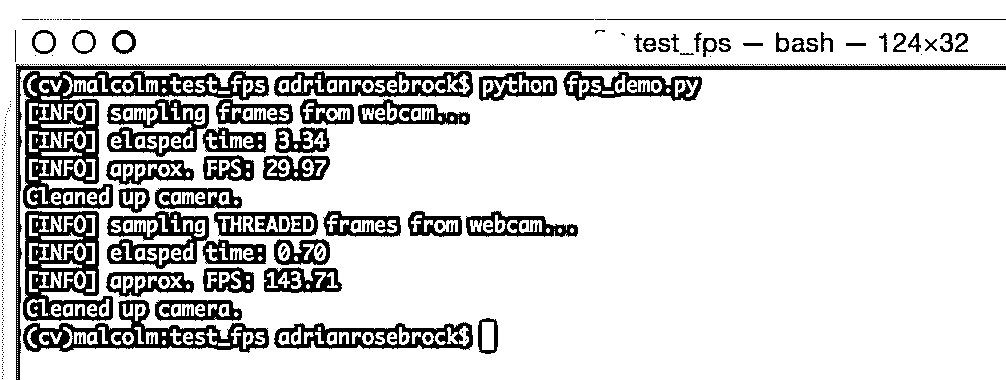 test_fps — bash — 124×32
(cv)malcolm:test_fps adrianrosebrock$ python fps_demo.py
[INFO] sampling frames from webcam...
[INFO] elasped time: 3.34
[INFO] approx. FPS: 29.97
Cleaned up camera.
[INFO] sampling THREADED frames from webcam...
[INFO] elasped time: 0.70
[INFO] approx. FPS: 143.71
Cleaned up camera.
(cv)malcolm:test_fps adrianrosebrock$